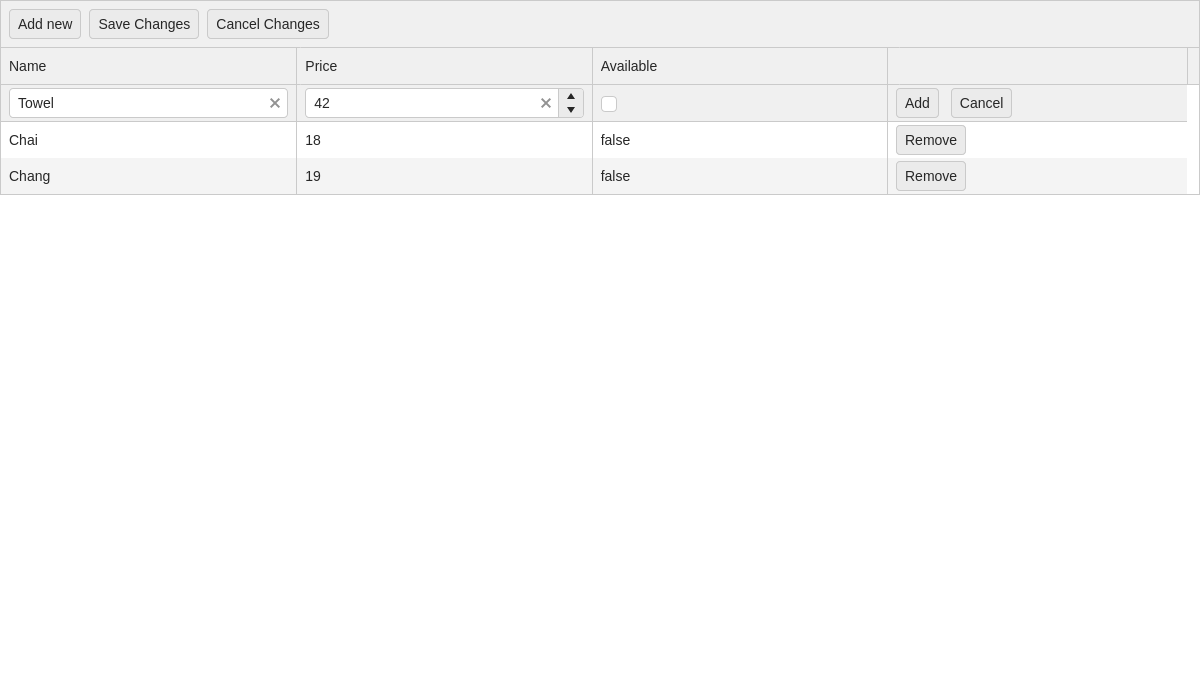 Add new Save Changes Cancel Changes
Name Price Available
Towel 42 Add Cancel
Chai 18 false Remove
Chang 19 false Remove